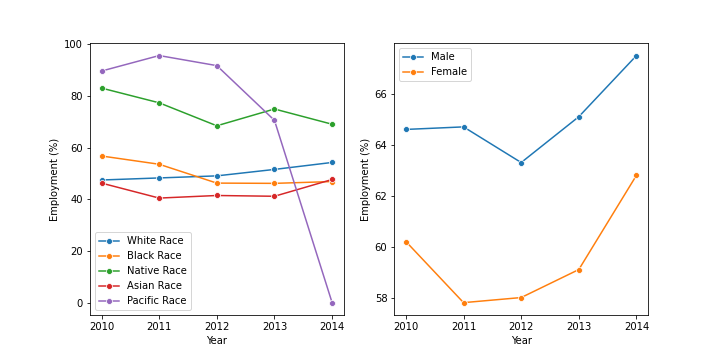 100
80
60
40
20
0
Employment (%)
2010 2011 2012 2013 2014
Year
White Race
Black Race
Native Race
Asian Race
Pacific Race
66
64
62
60
58
Employment (%)
2010 2011 2012 2013 2014
Year
Male
Female